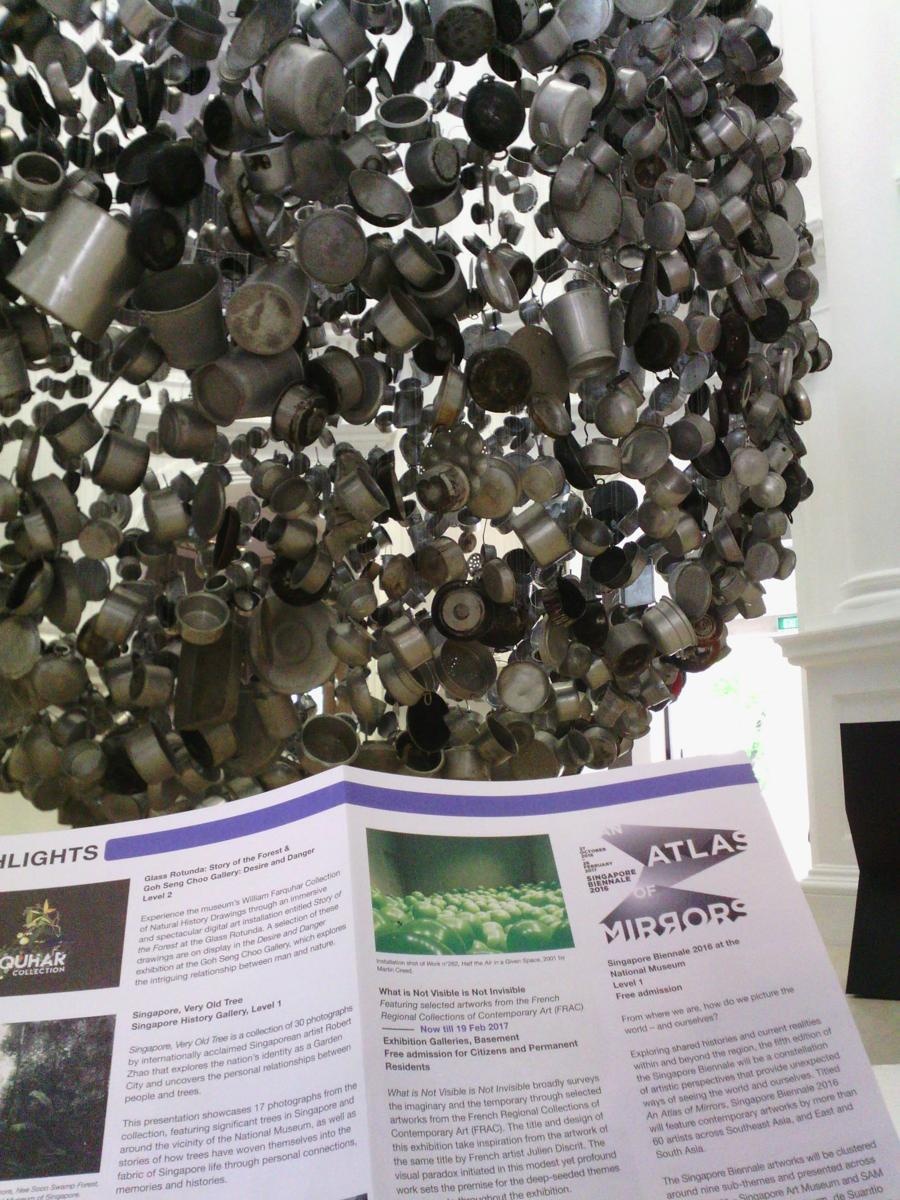 HLIGHTS
QUHAR
COLLECTION
Glass Rotunda: Story of the Forest &
Goh Seng Choo Gallery: Desire and Danger
Level 2
Experience the museum's William Farquhar Collection
of Natural History Drawings through an immersive
and spectacular digital art installation entitled Story of
the Forest at the Glass Rotunda. A selection of these
drawings are on display in the Desire and Danger
exhibition at the Goh Seng Choo Gallery, which explores
the intriguing relationship between man and nature.
Singapore, Very Old Tree
Singapore History Gallery, Level 1
Singapore, Very Old Tree is a collection of 30 photographs
by internationally acclaimed Singaporean artist Robert
Zhao that explores the nation's identity as a Garden
City and uncovers the personal relationships between
people and trees.
This presentation showcases 17 photographs from the
collection, featuring significant trees in Singapore and
around the vicinity of the National Museum, as well as
stories of how trees have woven themselves into the
fabric of Singapore life through personal connections,
memories and histories.
Nee Soon Swamp Forest,
Museum of Singapore.
Installation shot of Work n°262, Half the Air in a Given Space, 2001 by
Martin Creed.
What is Not Visible is Not Invisible
Featuring selected artworks from the French
Regional Collections of Contemporary Art (FRAC)
Now till 19 Feb 2017
Exhibition Galleries, Basement
Free admission for Citizens and Permanent
Residents
What is Not Visible is Not Invisible broadly surveys
the imaginary and the temporary through selected
artworks from the French Regional Collections of
Contemporary Art (FRAC). The title and design of
this exhibition take inspiration from the artwork of
the same title by French artist Julien Discrit. The
visual paradox initiated in this modest yet profound
work sets the premise for the deep-seeded themes
throughout the exhibition.
AN
ATLAS
OF
MIRRORS
27
OCTOBER
2016
26
FEBRUARY
2017
SINGAPORE
BIENNALE
2016
Singapore Biennale 2016 at the
National Museum
Level 1
Free admission
From where we are, how do we picture the
world – and ourselves?
Exploring shared histories and current realities
within and beyond the region, the fifth edition of
the Singapore Biennale will be a constellation
of artistic perspectives that provide unexpected
ways of seeing the world and ourselves. Titled
An Atlas of Mirrors, Singapore Biennale 2016
will feature contemporary artworks by more than
60 artists across Southeast Asia, and East and
South Asia.
The Singapore Biennale artworks will be clustered
around nine sub-themes and presented across
Singapore Art Museum and SAM